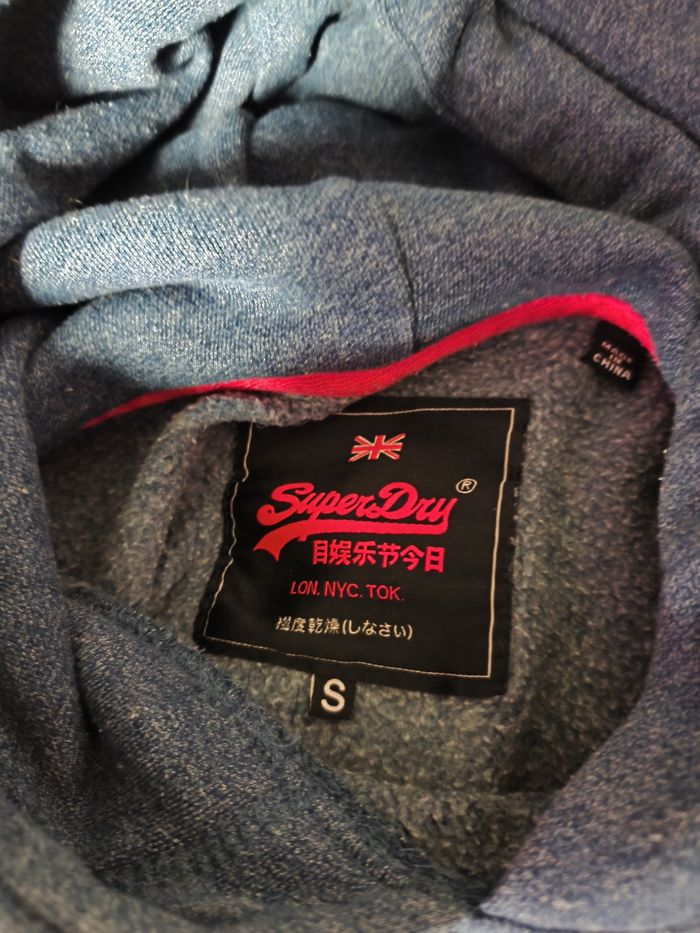 MADE
IN
CHINA
SuperDry®
目娱乐节今日
LON. NYC. TOK.
極度乾燥(しなさい)
S